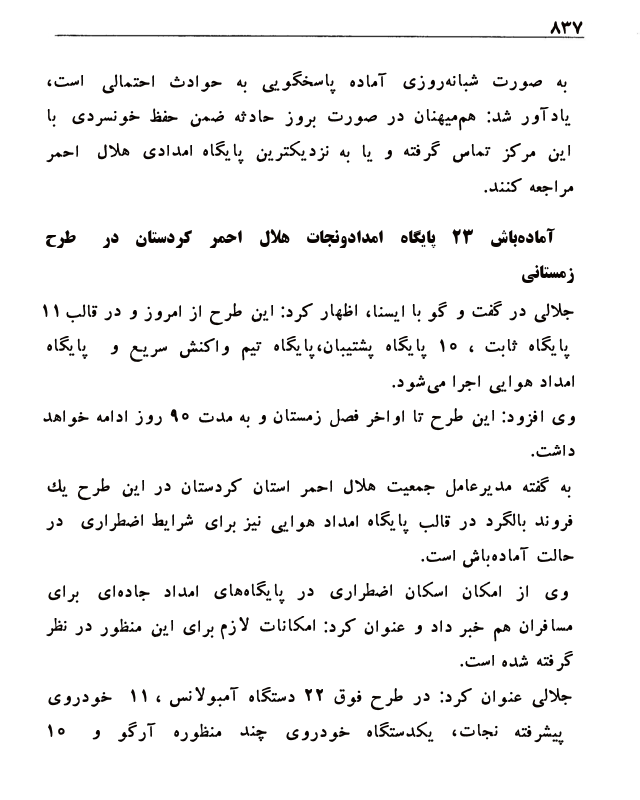 ۸۳۷
به صورت شبانه‌روزی آماده پاسخگویی به حوادث احتمالی است،
یادآور شد: هم‌میهنان در صورت بروز حادثه ضمن حفظ خونسردی با
این مرکز تماس گرفته و یا به نزدیکترین پایگاه امدادی هلال احمر
مراجعه کنند.
آماده‌باش ۲۳ پایگاه امدادونجات هلال احمر کردستان در طرح
زمستانی
جلالی در گفت و گو با ایسنا، اظهار کرد: این طرح از امروز و در قالب ۱۱
پایگاه ثابت ، ۱۰ پایگاه پشتیبان،پایگاه تیم واکنش سریع و پایگاه
امداد هوایی اجرا می‌شود.
وی افزود: این طرح تا اواخر فصل زمستان و به مدت ۹۰ روز ادامه خواهد
داشت.
به گفته مدیرعامل جمعیت هلال احمر استان کردستان در این طرح یك
فروند بالگرد در قالب پایگاه امداد هوایی نیز برای شرایط اضطراری در
حالت آماده‌باش است.
وی از امکان اسکان اضطراری در پایگاه‌های امداد جاده‌ای برای
مسافران هم خبر داد و عنوان کرد: امکانات لازم برای این منظور در نظر
گرفته شده است.
جلالی عنوان کرد: در طرح فوق ۲۲ دستگاه آمبولانس ، ۱۱ خودروی
پیشرفته نجات، یکدستگاه خودروی چند منظوره آرگو و ۱۰